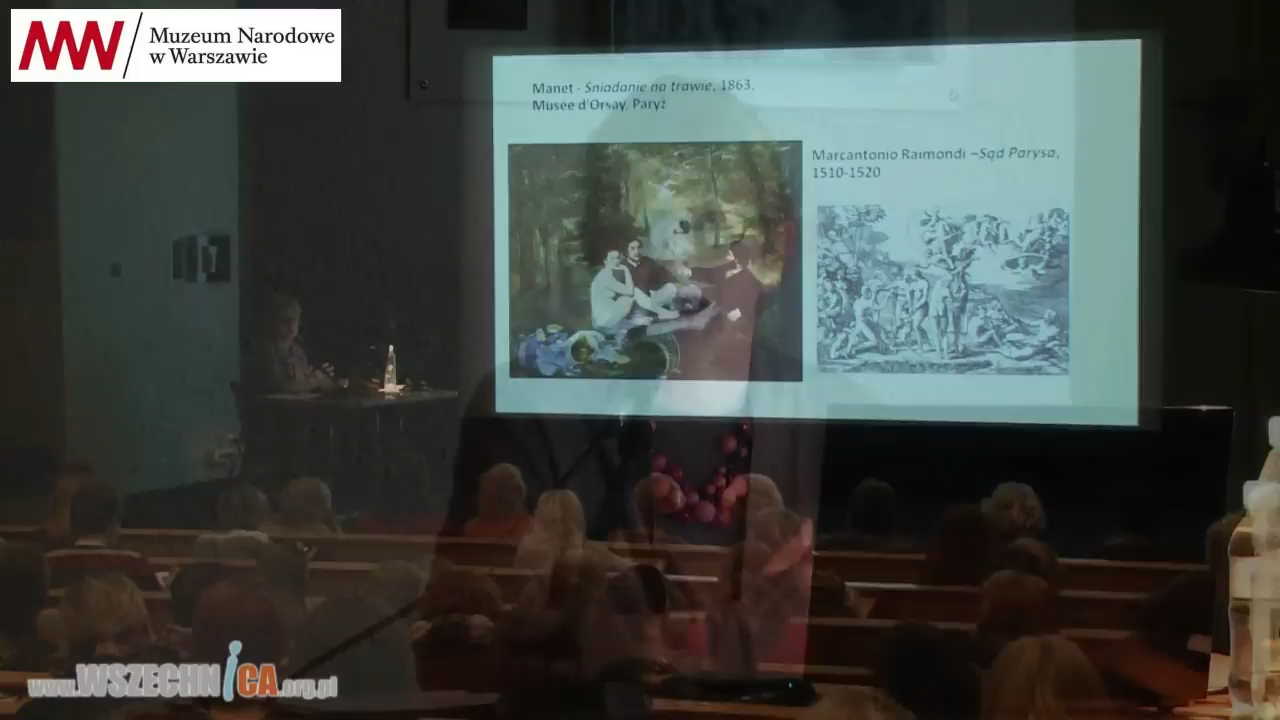 MNW
Muzeum Narodowe
w Warszawie
Manet - Śniadanie na trawie, 1863,
Musée d'Orsay, Paryż
Marcantonio Raimondi –Sąd Parysa,
1510-1520
www.WSZECHNICA.org.pl